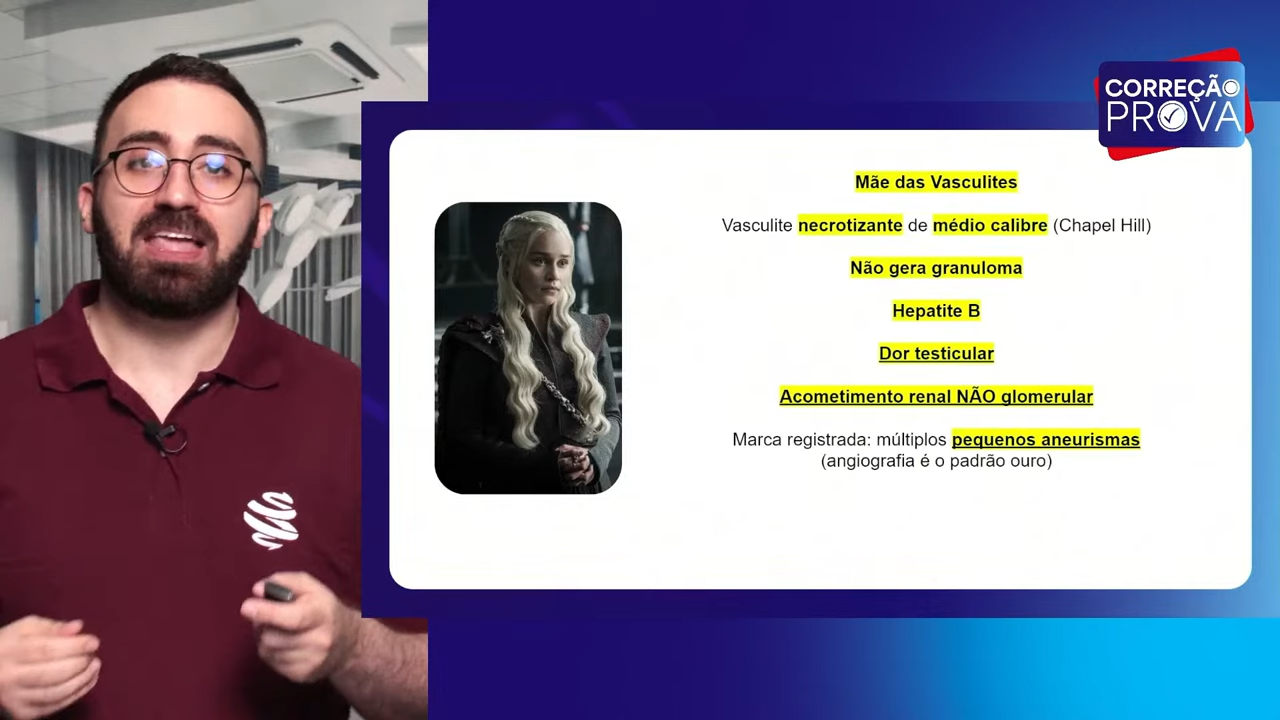 CORREÇÃO
PROVA
Mãe das Vasculites
Vasculite necrotizante de médio calibre (Chapel Hill)
Não gera granuloma
Hepatite B
Dor testicular
Acometimento renal NÃO glomerular
Marca registrada: múltiplos pequenos aneurismas
(angiografia é o padrão ouro)